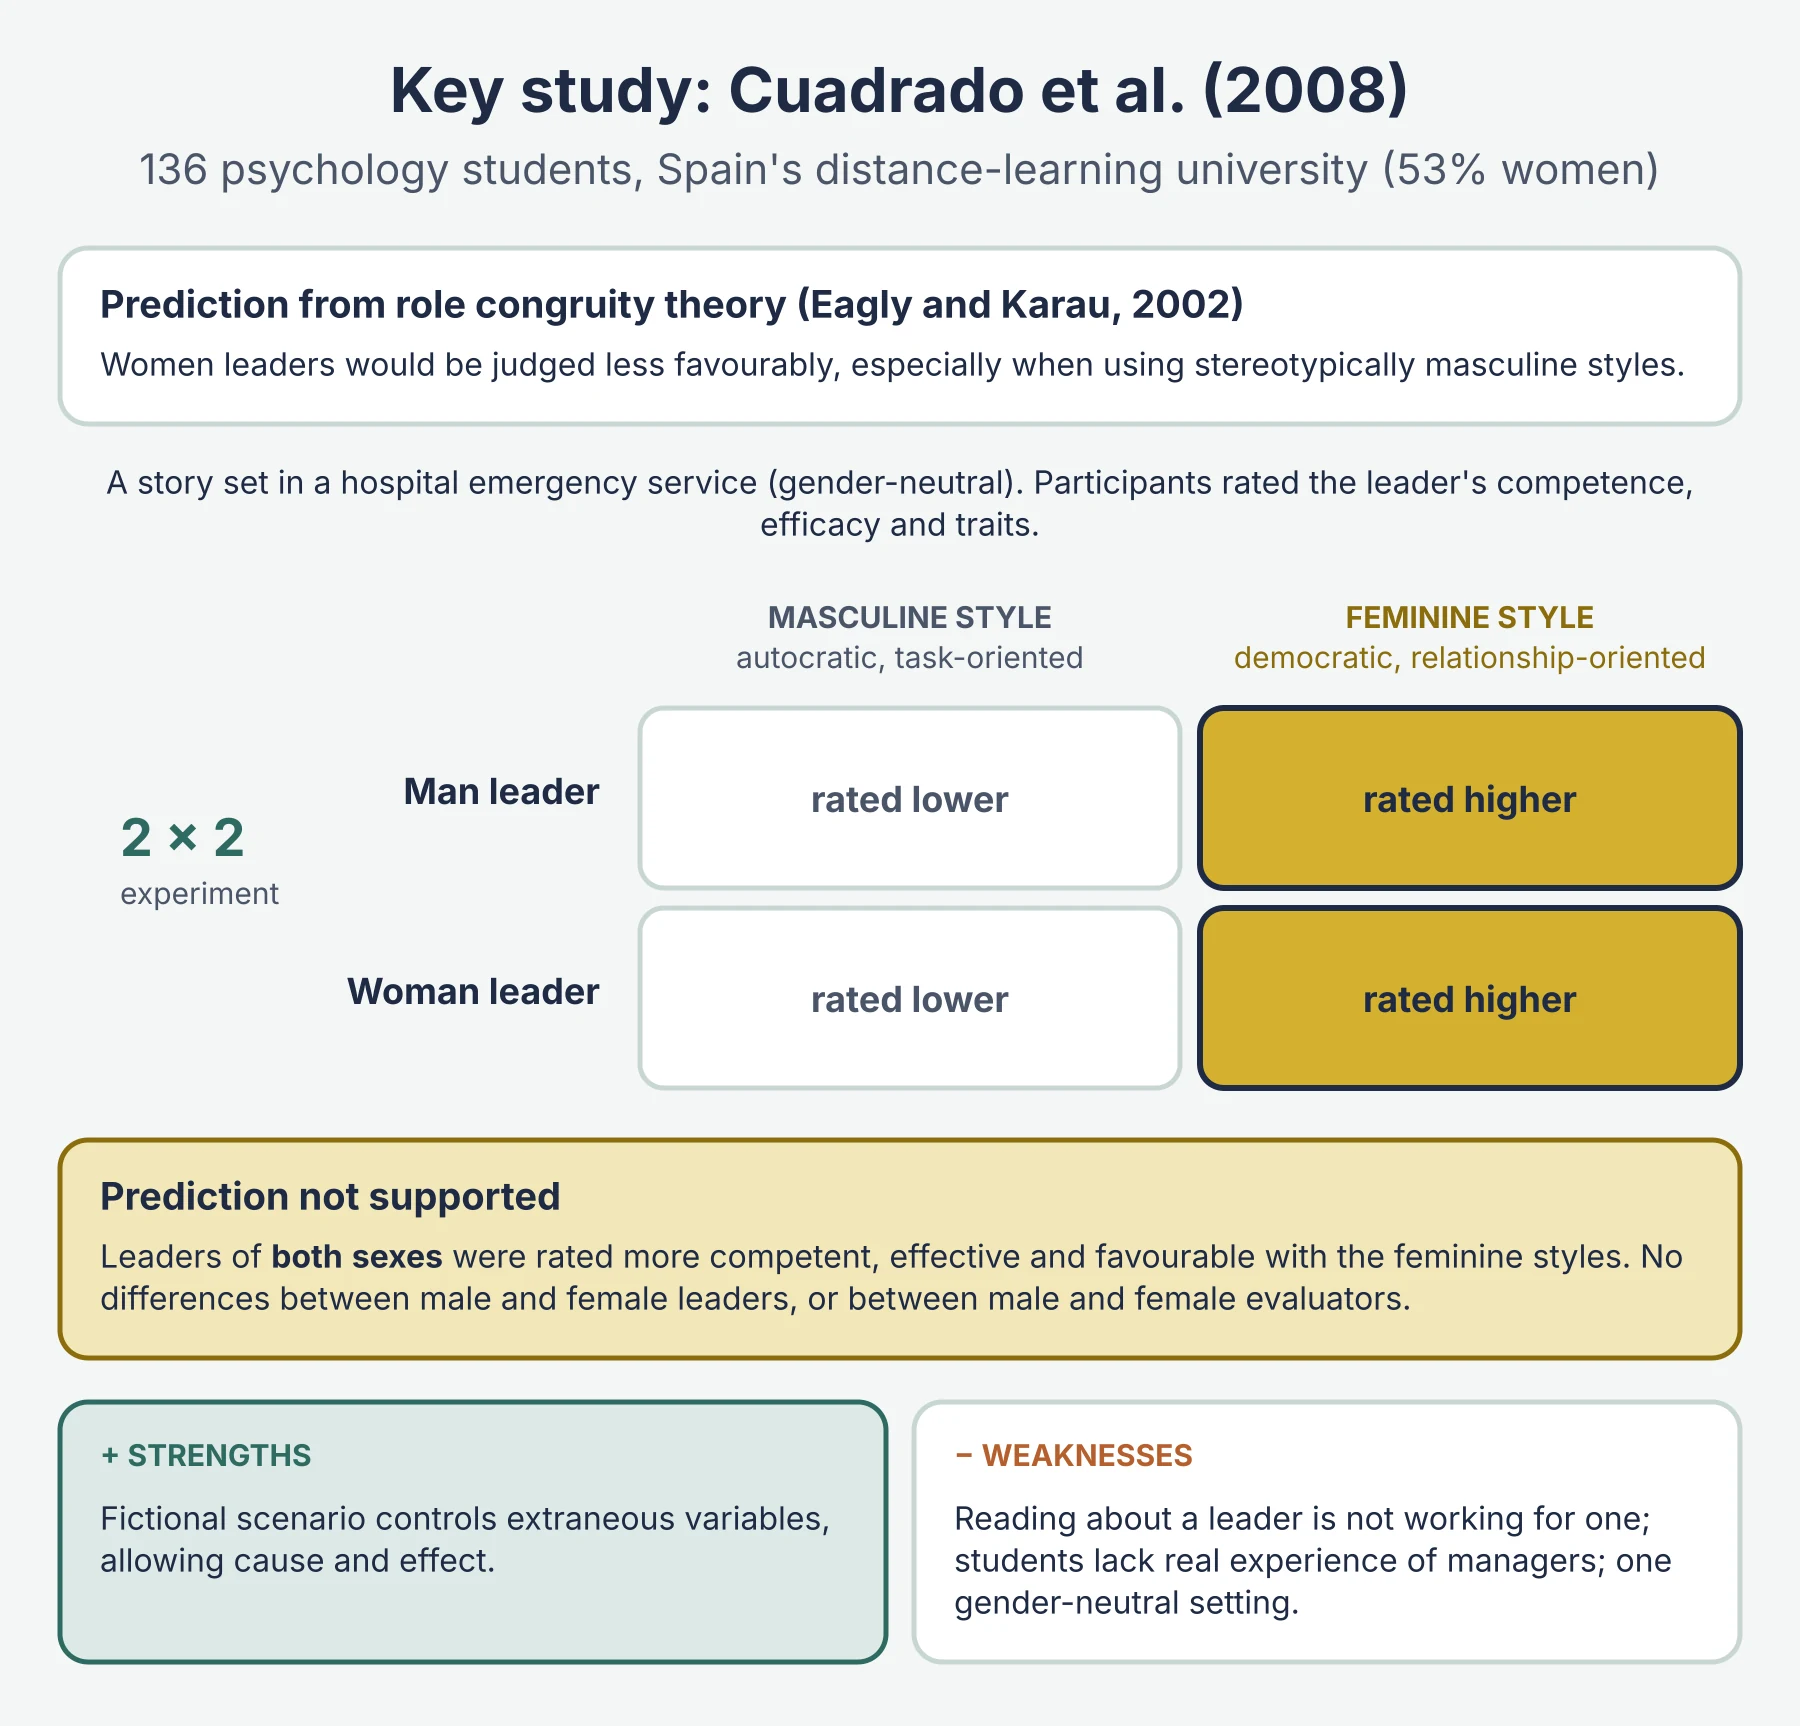 Key study: Cuadrado et al. (2008)
136 psychology students, Spain's distance-learning university (53% women)
Prediction from role congruity theory (Eagly and Karau, 2002)
Women leaders would be judged less favourably, especially when using stereotypically masculine styles.
A story set in a hospital emergency service (gender-neutral). Participants rated the leader's competence,
efficacy and traits.
MASCULINE STYLE
autocratic, task-oriented
FEMININE STYLE
democratic, relationship-oriented
2 × 2
experiment
Man leader
rated lower
rated higher
Woman leader
rated lower
rated higher
Prediction not supported
Leaders of both sexes were rated more competent, effective and favourable with the feminine styles. No
differences between male and female leaders, or between male and female evaluators.
+ STRENGTHS
Fictional scenario controls extraneous variables,
allowing cause and effect.
− WEAKNESSES
Reading about a leader is not working for one;
students lack real experience of managers; one
gender-neutral setting.